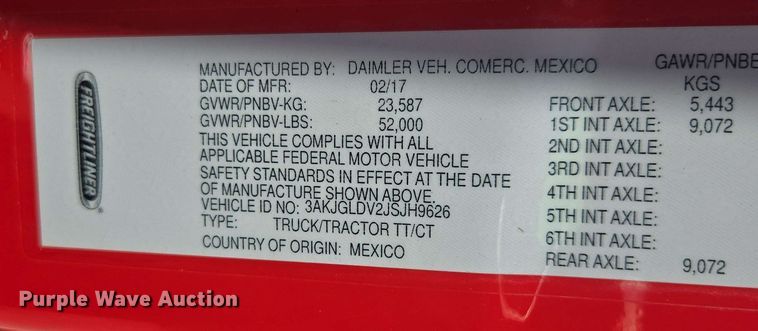 FREIGHTLINER
MANUFACTURED BY: DAIMLER VEH. COMERC. MEXICO
DATE OF MFR: 02/17
GVWR/PNBV-KG: 23,587
GVWR/PNBV-LBS: 52,000
THIS VEHICLE COMPLIES WITH ALL
APPLICABLE FEDERAL MOTOR VEHICLE
SAFETY STANDARDS IN EFFECT AT THE DATE
OF MANUFACTURE SHOWN ABOVE.
VEHICLE ID NO: 3AKJGLDV2JSJH9626
TYPE: TRUCK/TRACTOR TT/CT
COUNTRY OF ORIGIN: MEXICO
GAWR/PNBE
KGS
FRONT AXLE: 5,443
1ST INT AXLE: 9,072
2ND INT AXLE:
3RD INT AXLE:
4TH INT AXLE:
5TH INT AXLE:
6TH INT AXLE:
REAR AXLE: 9,072
Purple Wave Auction